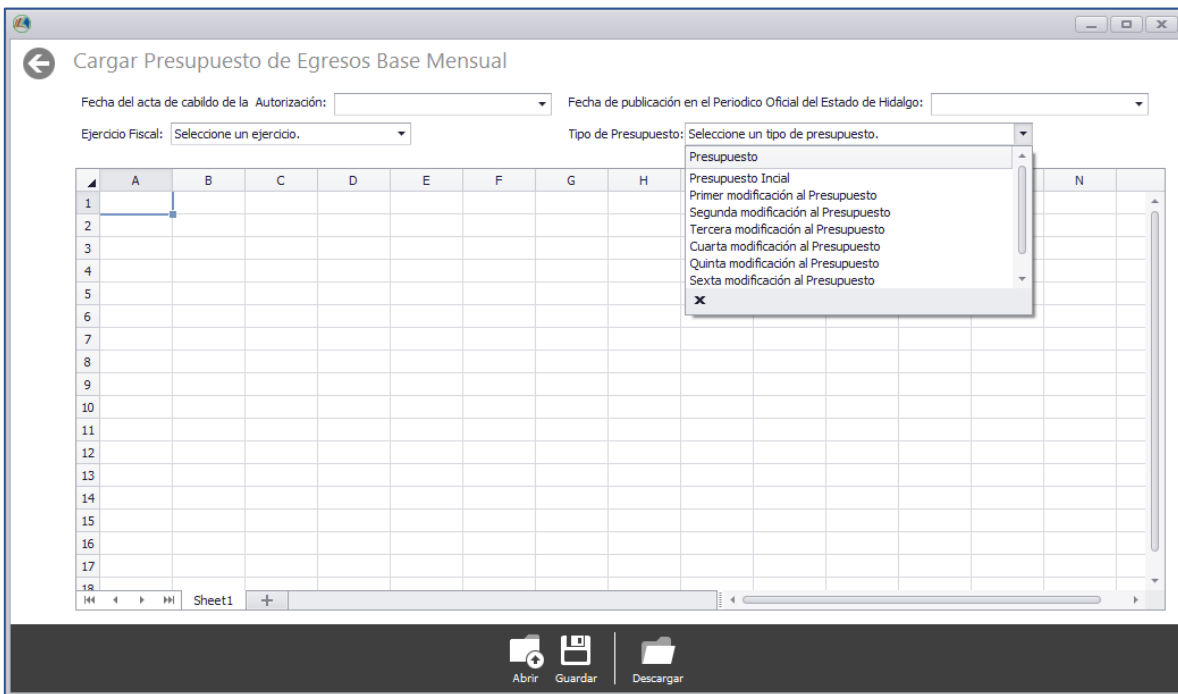 Cargar Presupuesto de Egresos Base Mensual
Fecha del acta de cabildo de la Autorización: Fecha de publicación en el Periodico Oficial del Estado de Hidalgo:
Ejercicio Fiscal: Seleccione un ejercicio. Tipo de Presupuesto: Seleccione un tipo de presupuesto.
Presupuesto
Presupuesto Incial
Primer modificación al Presupuesto
Segunda modificación al Presupuesto
Tercera modificación al Presupuesto
Cuarta modificación al Presupuesto
Quinta modificación al Presupuesto
Sexta modificación al Presupuesto
x
A B C D E F G H N
1
2
3
4
5
6
7
8
9
10
11
12
13
14
15
16
17
18
Sheet1 +
Abrir Guardar Descargar